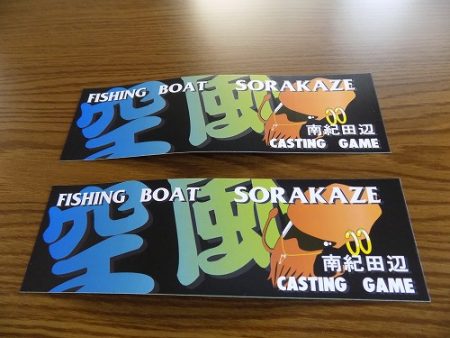 FISHING BOAT SORAKAZE
空風
南紀田辺
CASTING GAME
FISHING BOAT SORAKAZE
空風
南紀田辺
CASTING GAME